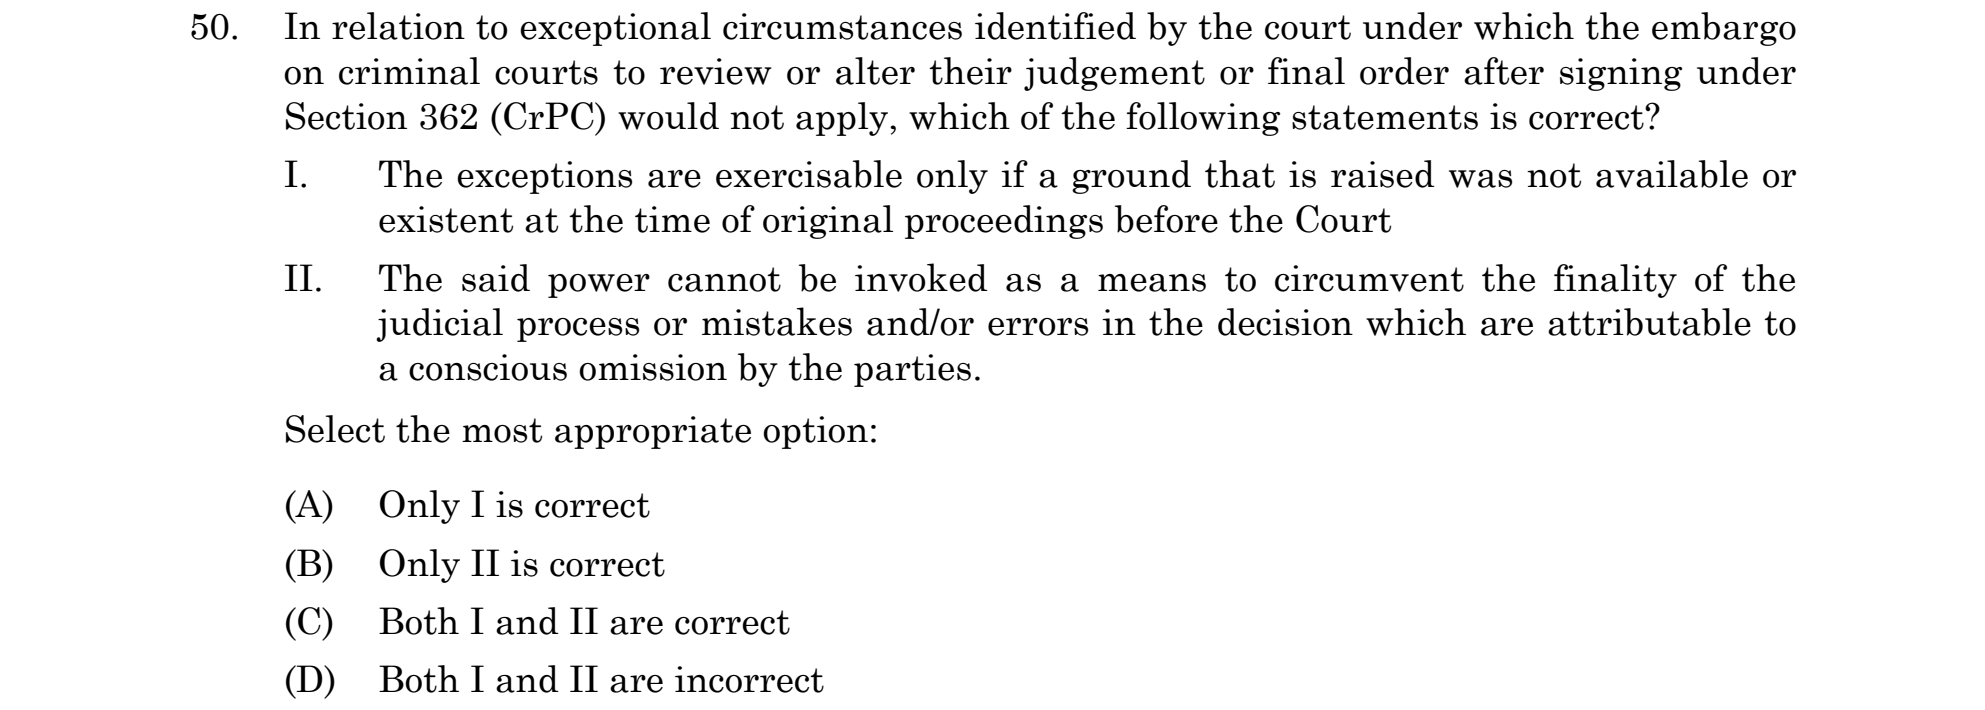 50. In relation to exceptional circumstances identified by the court under which the embargo
on criminal courts to review or alter their judgement or final order after signing under
Section 362 (CrPC) would not apply, which of the following statements is correct?
I. The exceptions are exercisable only if a ground that is raised was not available or
existent at the time of original proceedings before the Court
II. The said power cannot be invoked as a means to circumvent the finality of the
judicial process or mistakes and/or errors in the decision which are attributable to
a conscious omission by the parties.
Select the most appropriate option:
(A) Only I is correct
(B) Only II is correct
(C) Both I and II are correct
(D) Both I and II are incorrect